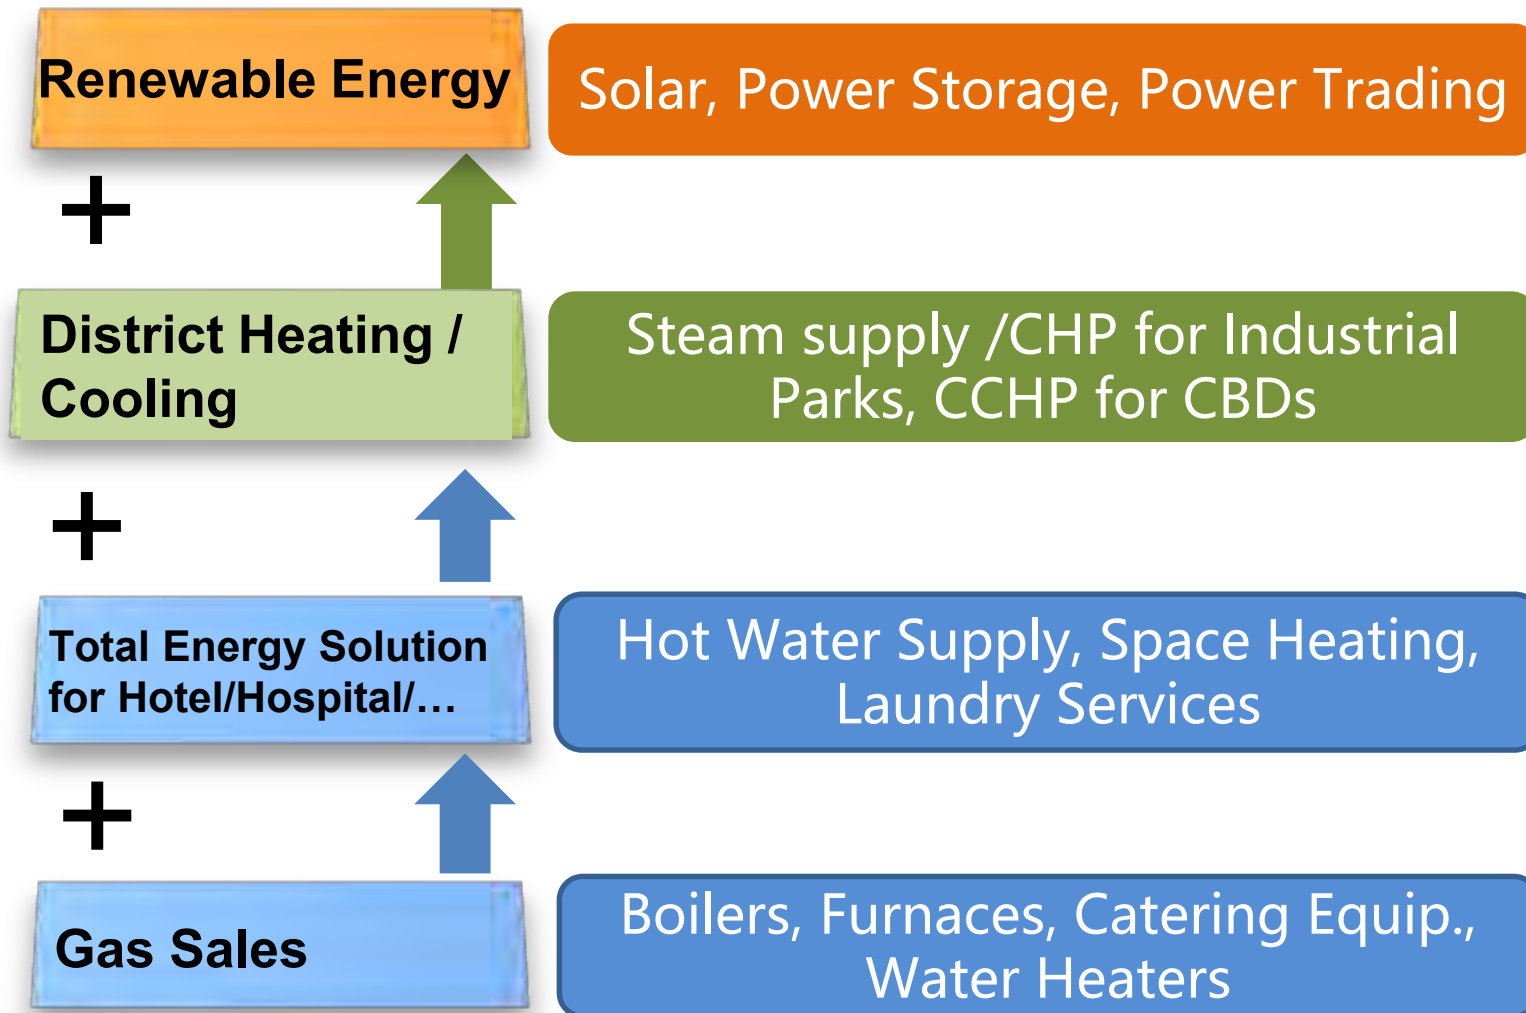 Renewable Energy
Solar, Power Storage, Power Trading
+
District Heating /
Cooling
Steam supply /CHP for Industrial
Parks, CCHP for CBDs
+
Total Energy Solution
for Hotel/Hospital/…
Hot Water Supply, Space Heating,
Laundry Services
+
Gas Sales
Boilers, Furnaces, Catering Equip.,
Water Heaters